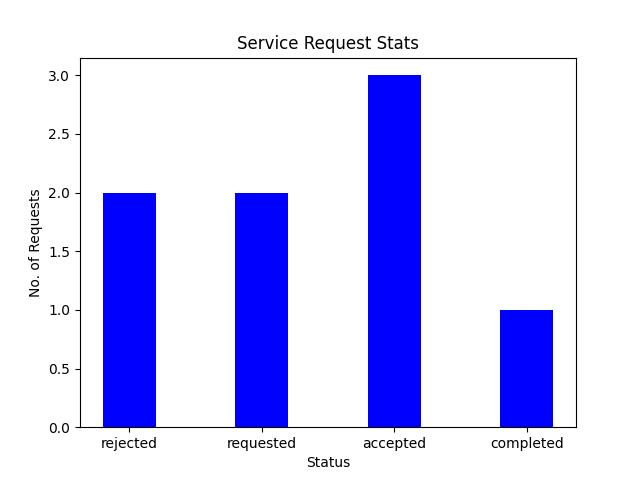 Service Request Stats
3.0
2.5
2.0
1.5
1.0
0.5
0.0
No. of Requests
rejected requested accepted completed
Status